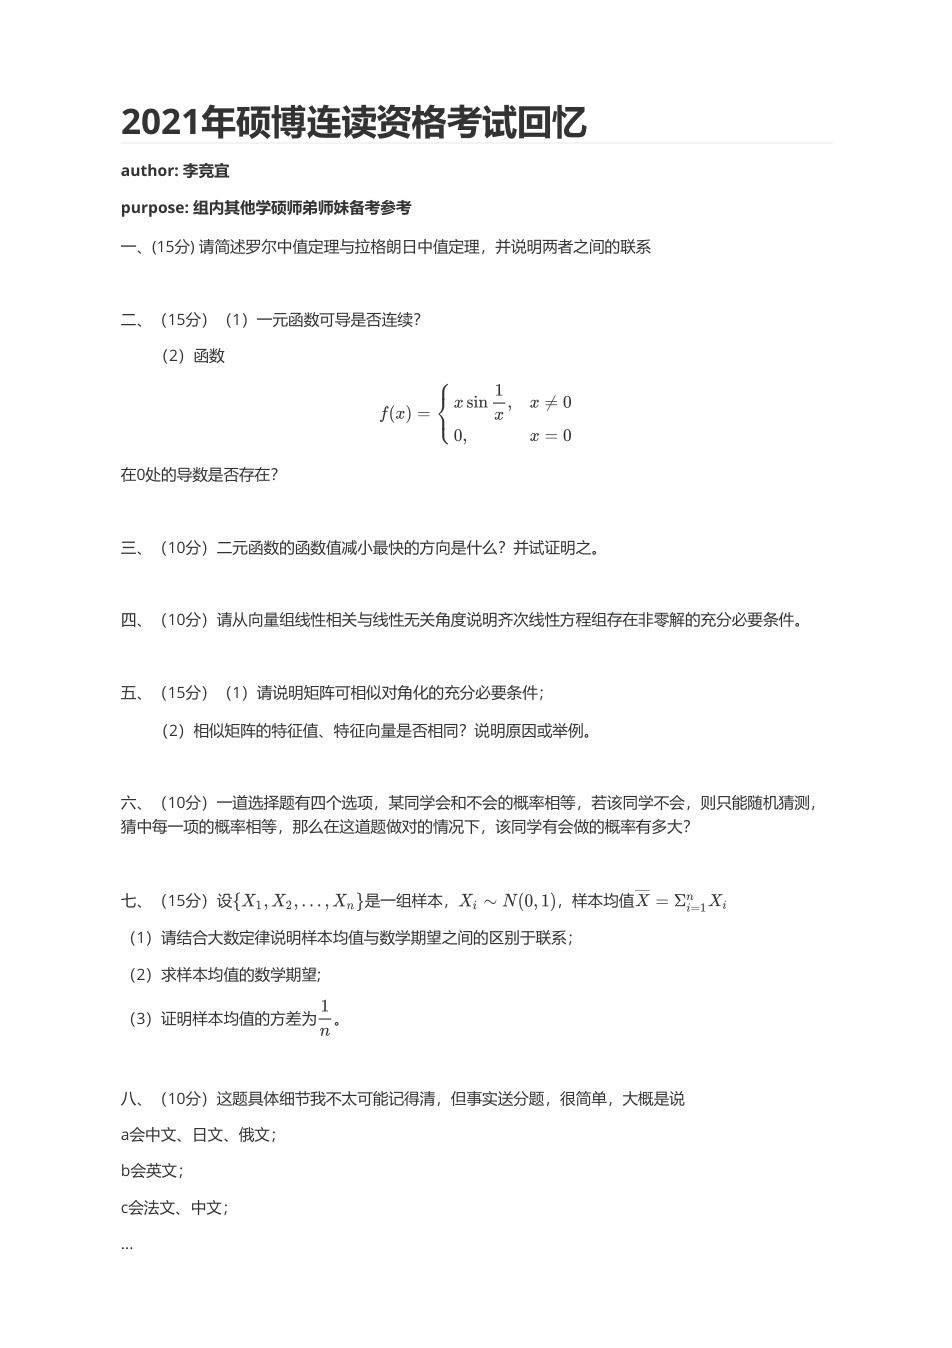 2021年硕博连读资格考试回忆
author: 李竞宜
purpose: 组内其他学硕师弟师妹备考参考
一、(15分) 请简述罗尔中值定理与拉格朗日中值定理，并说明两者之间的联系
二、（15分）（1）一元函数可导是否连续？
（2）函数
f(x) = { x sin 1/x, x ≠ 0
0, x = 0
在0处的导数是否存在？
三、（10分）二元函数的函数值减小最快的方向是什么？并试证明之。
四、（10分）请从向量组线性相关与线性无关角度说明齐次线性方程组存在非零解的充分必要条件。
五、（15分）（1）请说明矩阵可相似对角化的充分必要条件；
（2）相似矩阵的特征值、特征向量是否相同？说明原因或举例。
六、（10分）一道选择题有四个选项，某同学会和不会的概率相等，若该同学不会，则只能随机猜测，
猜中每一项的概率相等，那么在这道题做对的情况下，该同学有会做的概率有多大？
七、（15分）设{X₁, X₂, …, Xₙ}是一组样本，Xᵢ ∼ N(0, 1)，样本均值X̅ = Σⁿᵢ₌₁Xᵢ
（1）请结合大数定律说明样本均值与数学期望之间的区别于联系；
（2）求样本均值的数学期望;
（3）证明样本均值的方差为1/n。
八、（10分）这题具体细节我不太可能记得清，但事实送分题，很简单，大概是说
a会中文、日文、俄文；
b会英文；
c会法文、中文；
...